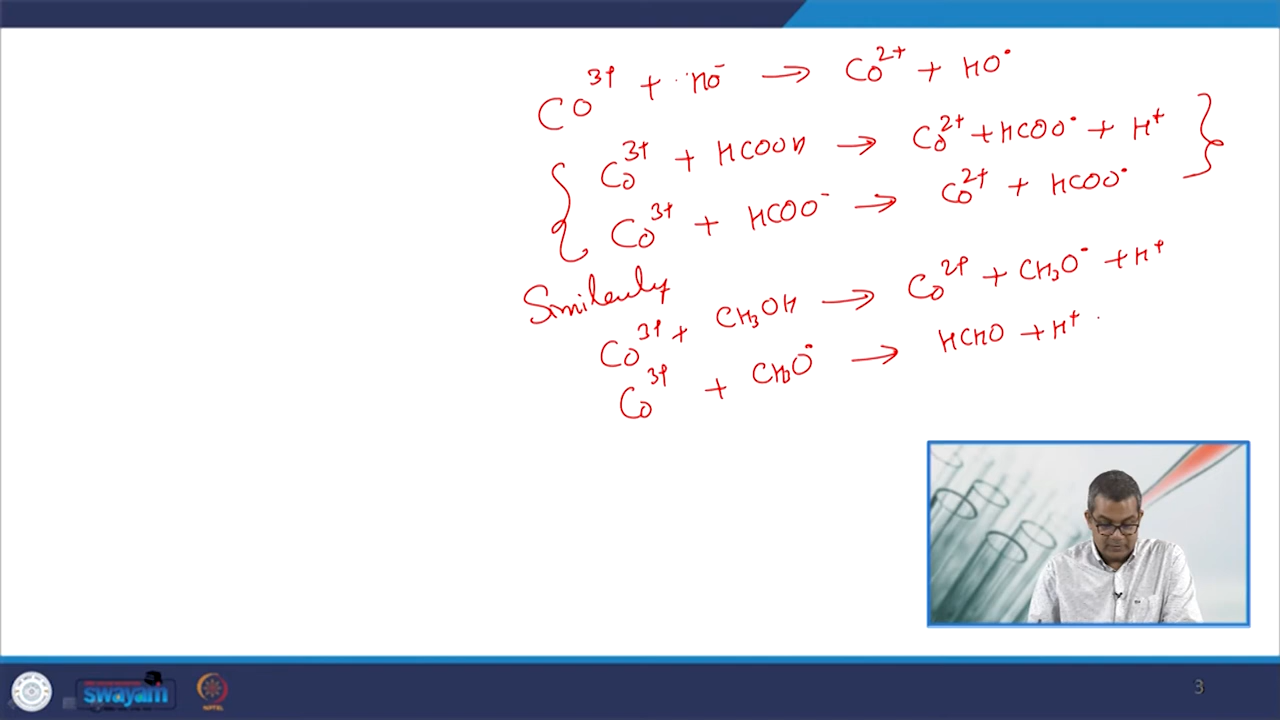 Co³⁺ + HO⁻ → Co²⁺ + HO•
{ Co³⁺ + HCOOH → Co²⁺ + HCOO• + H⁺ }
Co³⁺ + HCOO⁻ → Co²⁺ + HCOO•
Similarly
Co³⁺ + CH₃OH → Co²⁺ + CH₃O• + H⁺
Co³⁺ + CH₃O• → HCHO + H⁺
3
swayam
NPTEL